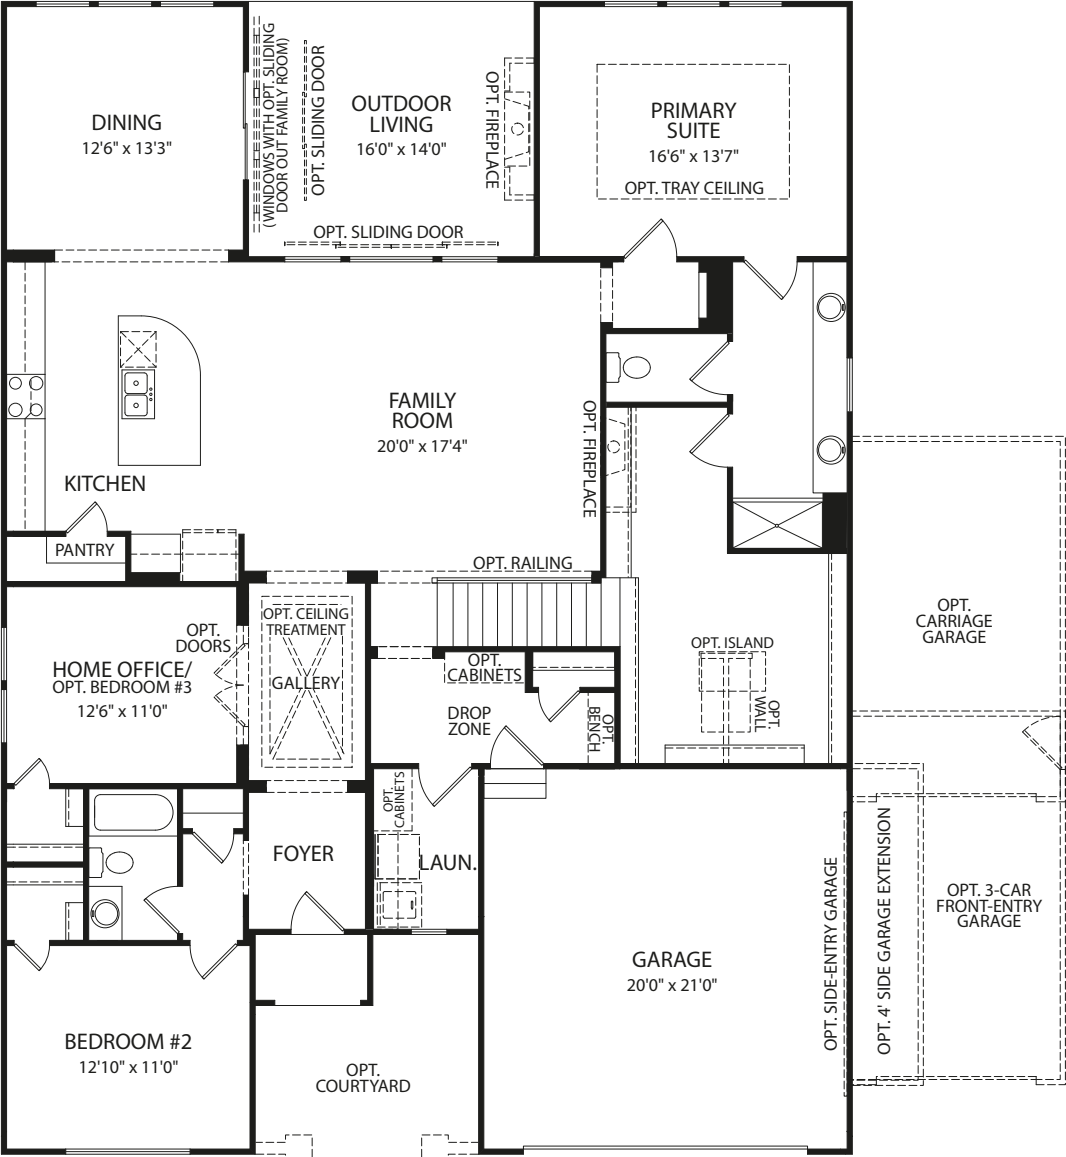 DINING
12'6" x 13'3"
(WINDOWS WITH OPT. SLIDING
DOOR OUT FAMILY ROOM)
OPT. SLIDING DOOR
OUTDOOR
LIVING
16'0" x 14'0"
OPT. FIREPLACE
OPT. SLIDING DOOR
PRIMARY
SUITE
16'6" x 13'7"
OPT. TRAY CEILING
FAMILY
ROOM
20'0" x 17'4"
OPT. FIREPLACE
KITCHEN
PANTRY
OPT. RAILING
OPT. CEILING
TREATMENT
GALLERY
OPT.
DOORS
HOME OFFICE/
OPT. BEDROOM #3
12'6" x 11'0"
OPT.
CABINETS
DROP
ZONE
OPT.
BENCH
OPT. ISLAND
OPT.
WALL
OPT.
CARRIAGE
GARAGE
OPT.
CABINETS
LAUN.
FOYER
GARAGE
20'0" x 21'0"
OPT. SIDE-ENTRY GARAGE
OPT. 4' SIDE GARAGE EXTENSION
OPT. 3-CAR
FRONT-ENTRY
GARAGE
BEDROOM #2
12'10" x 11'0"
OPT.
COURTYARD